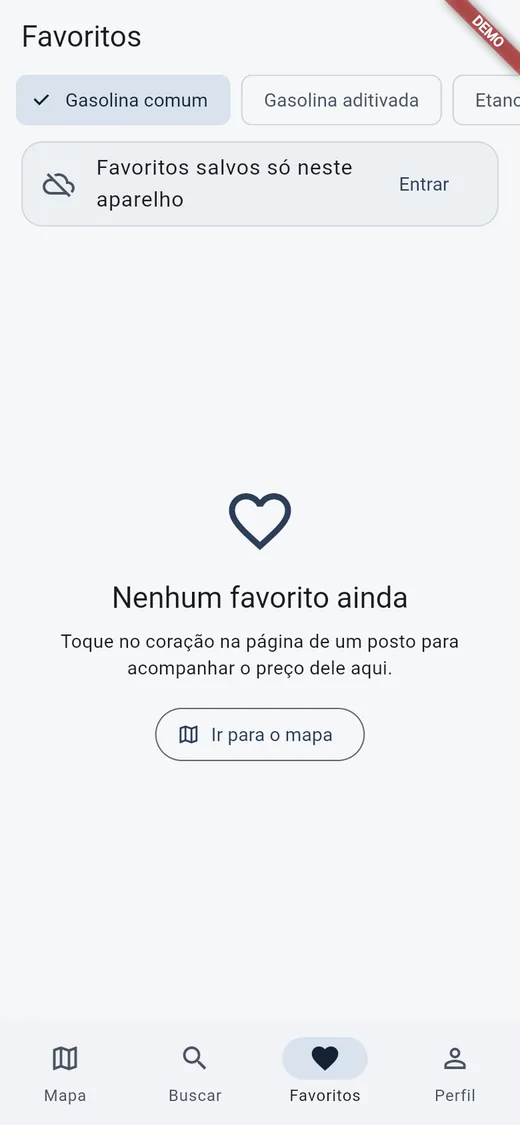 Favoritos
DEMO
Gasolina comum
Gasolina aditivada
Etano
Favoritos salvos só neste
aparelho
Entrar
Nenhum favorito ainda
Toque no coração na página de um posto para
acompanhar o preço dele aqui.
Ir para o mapa
Mapa
Buscar
Favoritos
Perfil